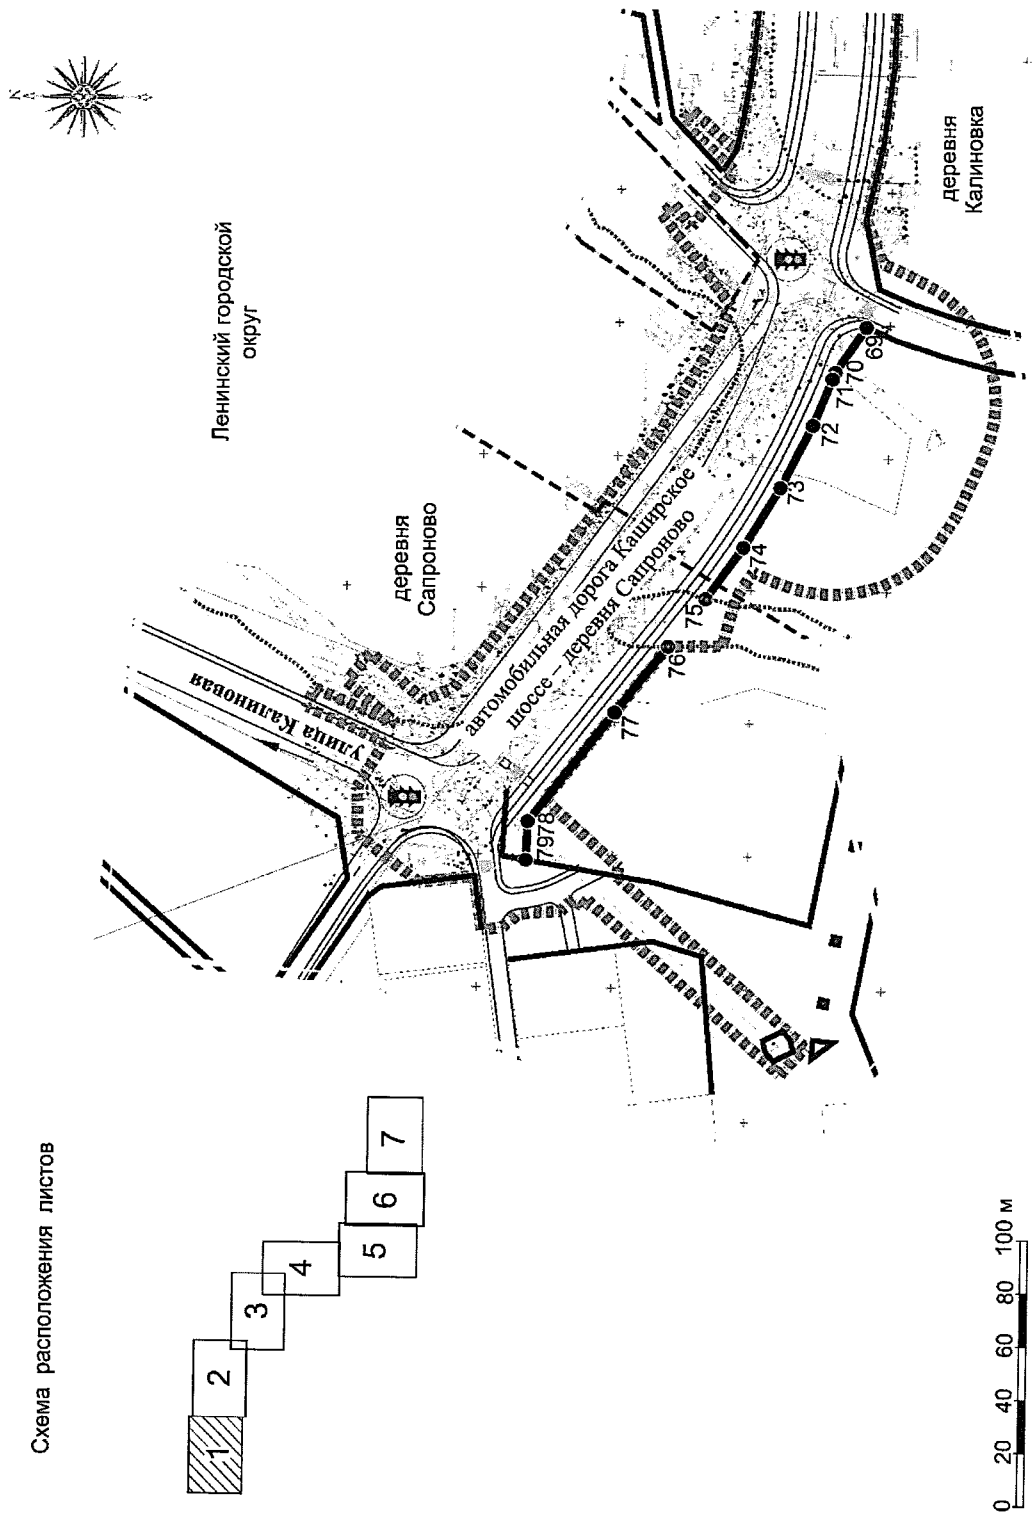 Схема расположения листов
1
2
3
4
5
6
7
N
Ленинский городской
округ
деревня
Сапроново
деревня
Калиновка
улица Калиновая
автомобильная дорога Каширское
шоссе – деревня Сапроново
79
78
77
76
75
74
73
72
71
70
69
0 20 40 60 80 100 м